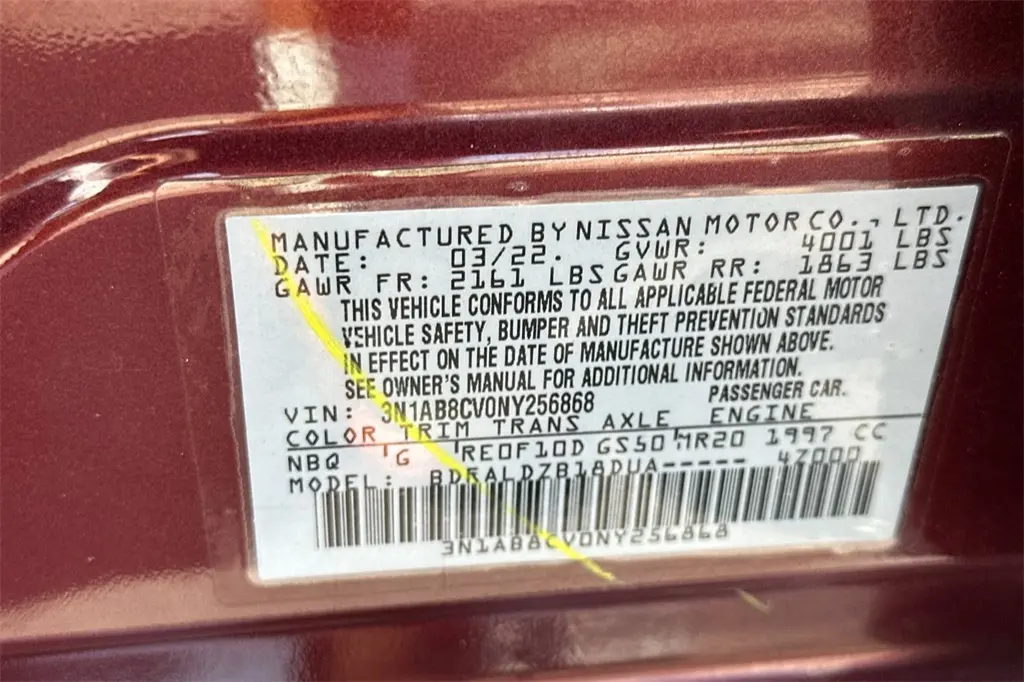 MANUFACTURED BY NISSAN MOTOR CO., LTD.
DATE: 03/22. GVWR: 4001 LBS
GAWR FR: 2161 LBS GAWR RR: 1863 LBS
THIS VEHICLE CONFORMS TO ALL APPLICABLE FEDERAL MOTOR
VEHICLE SAFETY, BUMPER AND THEFT PREVENTION STANDARDS
IN EFFECT ON THE DATE OF MANUFACTURE SHOWN ABOVE.
SEE OWNER'S MANUAL FOR ADDITIONAL INFORMATION.
VIN: 3N1AB8CV0NY256868 PASSENGER CAR.
COLOR TRIM TRANS AXLE ENGINE
NBQ G RE0F10D GS50 MR20 1997 CC
MODEL: 47000
3N1AB8CV0NY256868